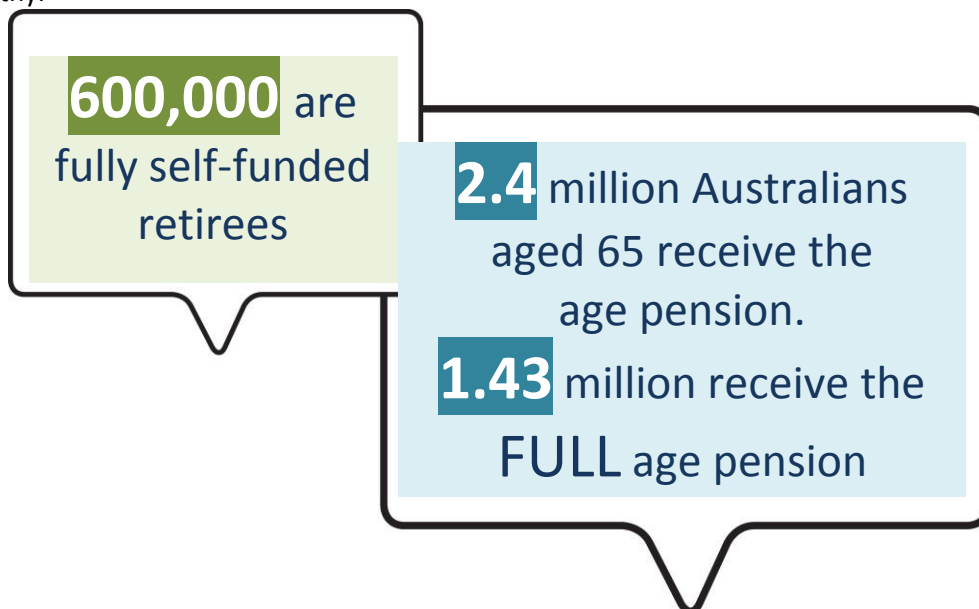 600,000 are
fully self-funded
retirees
2.4 million Australians
aged 65 receive the
age pension.
1.43 million receive the
FULL age pension